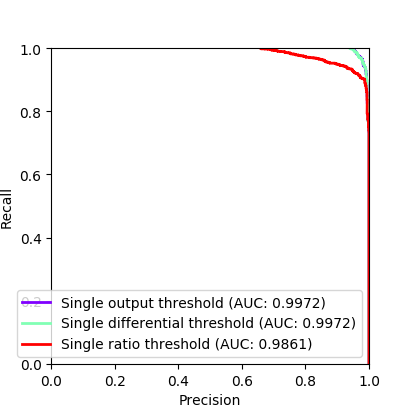 1.0
0.8
0.6
0.4
0.2
0.0
Recall
Single output threshold (AUC: 0.9972)
Single differential threshold (AUC: 0.9972)
Single ratio threshold (AUC: 0.9861)
0.0 0.2 0.4 0.6 0.8 1.0
Precision